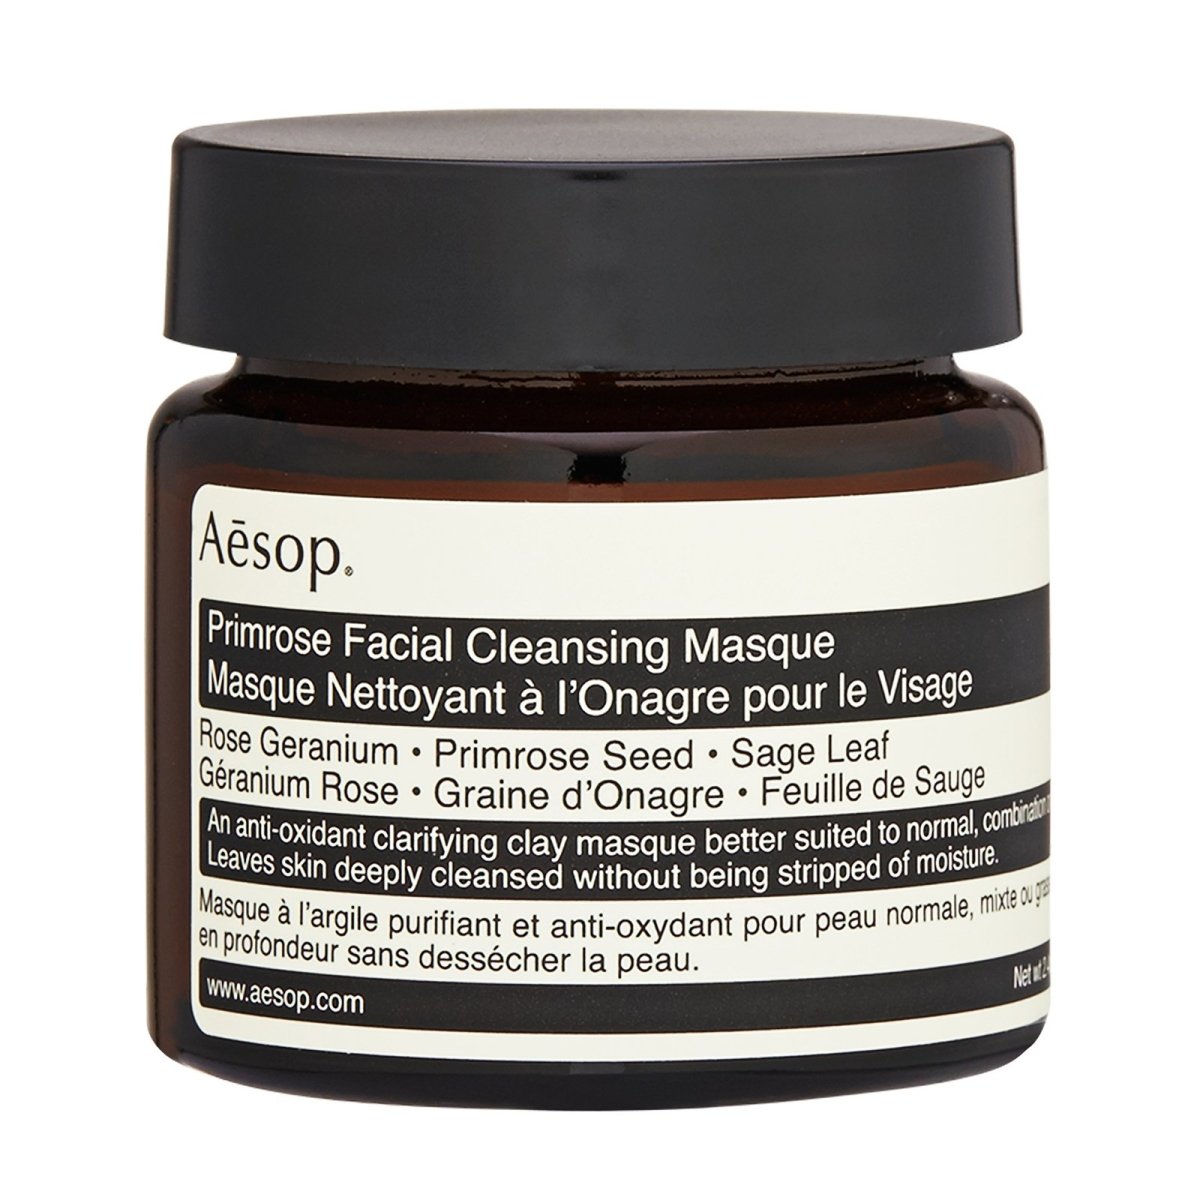 Aēsop®
Primrose Facial Cleansing Masque
Masque Nettoyant à l'Onagre pour le Visage
Rose Geranium • Primrose Seed • Sage Leaf
Géranium Rose • Graine d'Onagre • Feuille de Sauge
An anti-oxidant clarifying clay masque better suited to normal, combination
Leaves skin deeply cleansed without being stripped of moisture.
Masque à l'argile purifiant et anti-oxydant pour peau normale, mixte ou
en profondeur sans dessécher la peau.
www.aesop.com
Net wt